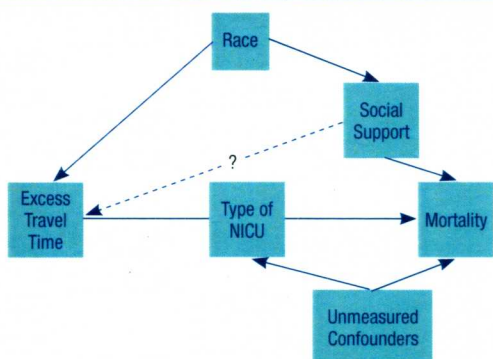 Race
Social
Support
?
Excess
Travel
Time
Type of
NICU
Mortality
Unmeasured
Confounders